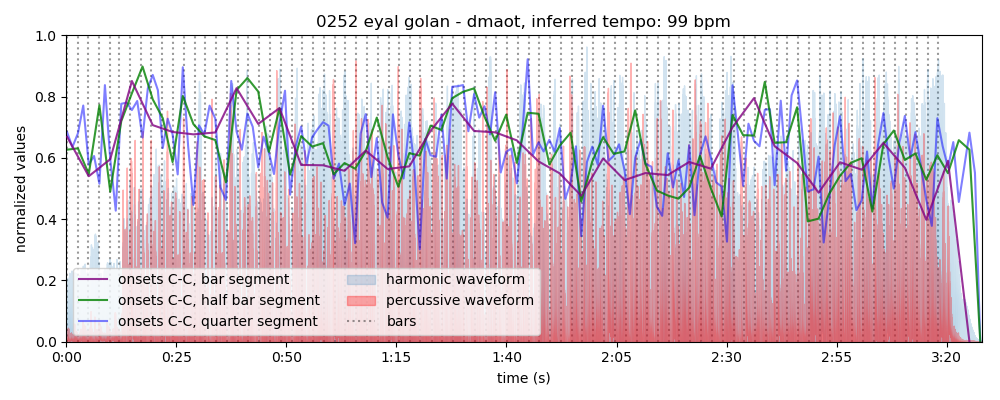 0252 eyal golan - dmaot, inferred tempo: 99 bpm
normalized values
1.0
0.8
0.6
0.4
0.2
0.0
onsets C-C, bar segment
onsets C-C, half bar segment
onsets C-C, quarter segment
harmonic waveform
percussive waveform
bars
0:00 0:25 0:50 1:15 1:40 2:05 2:30 2:55 3:20
time (s)